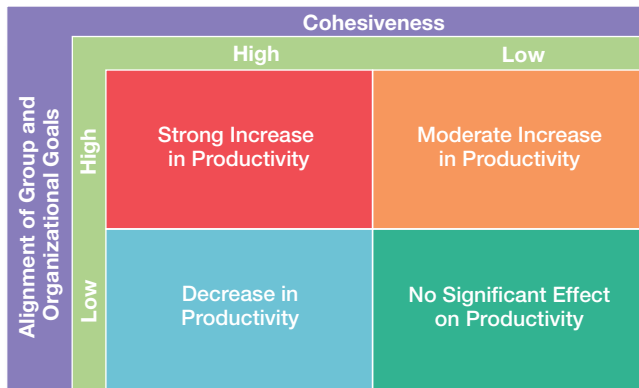 Cohesiveness
High
Low
Alignment of Group and
Organizational Goals
High
Strong Increase
in Productivity
Moderate Increase
in Productivity
Low
Decrease in
Productivity
No Significant Effect
on Productivity